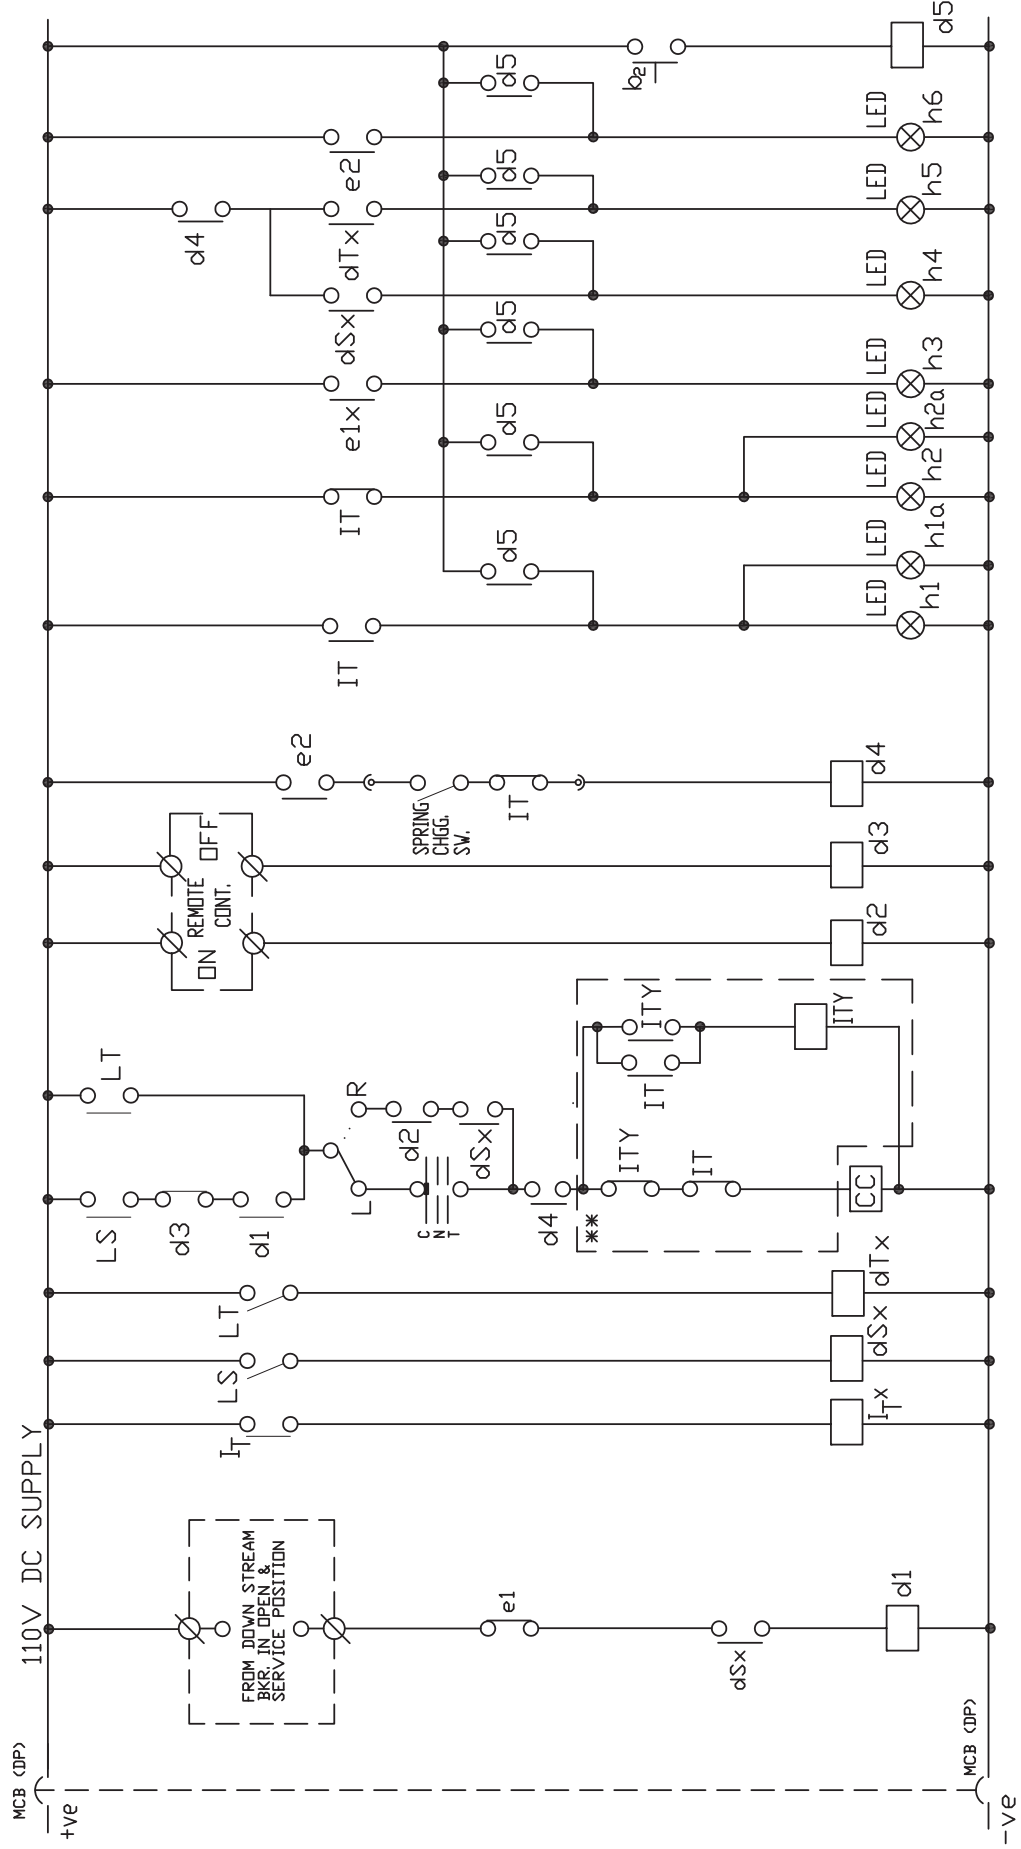 MCB (DP)
+ve
110V DC SUPPLY
FROM DOWN STREAM
BKR. IN OPEN &
SERVICE POSITION
e1
dSx
d1
MCB (DP)
-ve
IT
ITx
LS
dSx
LT
dTx
LS
d3
d1
LT
L
R
C
N
T
d2
dSx
d4
**
ITY
IT
IT
ITY
ITY
CC
ON
OFF
REMOTE
CONT.
d2
d3
e2
SPRING
CHGG.
SW.
IT
d4
IT
d5
LED
h1
LED
h1a
IT
d5
LED
h2
LED
h2a
e1x
d5
LED
h3
dSx
d5
LED
h4
d4
dTx
d5
LED
h5
e2
d5
LED
h6
b2
d5